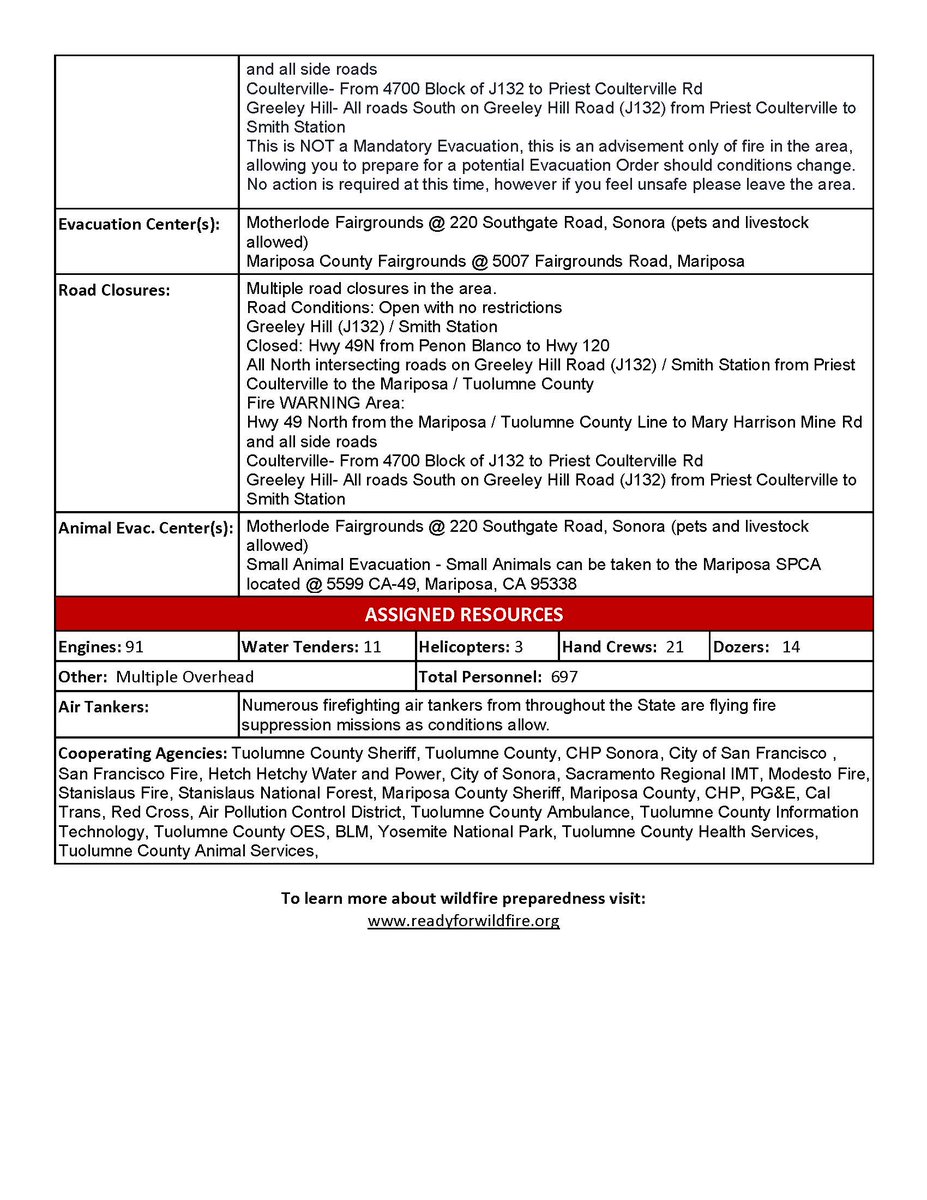 and all side roads
Coulterville- From 4700 Block of J132 to Priest Coulterville Rd
Greeley Hill- All roads South on Greeley Hill Road (J132) from Priest Coulterville to
Smith Station
This is NOT a Mandatory Evacuation, this is an advisement only of fire in the area,
allowing you to prepare for a potential Evacuation Order should conditions change.
No action is required at this time, however if you feel unsafe please leave the area.
Evacuation Center(s):
Motherlode Fairgrounds @ 220 Southgate Road, Sonora (pets and livestock
allowed)
Mariposa County Fairgrounds @ 5007 Fairgrounds Road, Mariposa
Road Closures:
Multiple road closures in the area.
Road Conditions: Open with no restrictions
Greeley Hill (J132) / Smith Station
Closed: Hwy 49N from Penon Blanco to Hwy 120
All North intersecting roads on Greeley Hill Road (J132) / Smith Station from Priest
Coulterville to the Mariposa / Tuolumne County
Fire WARNING Area:
Hwy 49 North from the Mariposa / Tuolumne County Line to Mary Harrison Mine Rd
and all side roads
Coulterville- From 4700 Block of J132 to Priest Coulterville Rd
Greeley Hill- All roads South on Greeley Hill Road (J132) from Priest Coulterville to
Smith Station
Animal Evac. Center(s):
Motherlode Fairgrounds @ 220 Southgate Road, Sonora (pets and livestock
allowed)
Small Animal Evacuation - Small Animals can be taken to the Mariposa SPCA
located @ 5599 CA-49, Mariposa, CA 95338
ASSIGNED RESOURCES
Engines: 91 Water Tenders: 11 Helicopters: 3 Hand Crews: 21 Dozers: 14
Other: Multiple Overhead Total Personnel: 697
Air Tankers:
Numerous firefighting air tankers from throughout the State are flying fire
suppression missions as conditions allow.
Cooperating Agencies: Tuolumne County Sheriff, Tuolumne County, CHP Sonora, City of San Francisco ,
San Francisco Fire, Hetch Hetchy Water and Power, City of Sonora, Sacramento Regional IMT, Modesto Fire,
Stanislaus Fire, Stanislaus National Forest, Mariposa County Sheriff, Mariposa County, CHP, PG&E, Cal
Trans, Red Cross, Air Pollution Control District, Tuolumne County Ambulance, Tuolumne County Information
Technology, Tuolumne County OES, BLM, Yosemite National Park, Tuolumne County Health Services,
Tuolumne County Animal Services,
To learn more about wildfire preparedness visit:
www.readyforwildfire.org